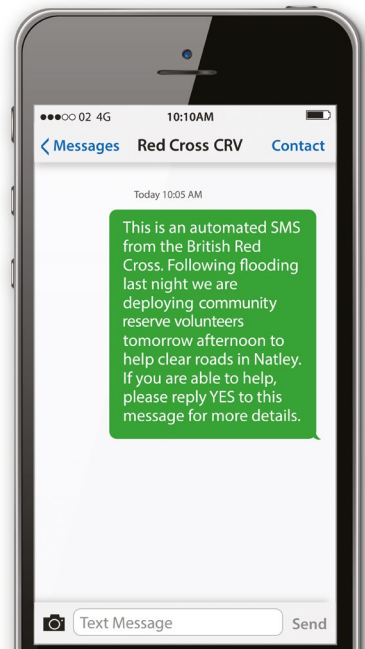 02 4G 10:10AM
Messages Red Cross CRV Contact
Today 10:05 AM
This is an automated SMS
from the British Red
Cross. Following flooding
last night we are
deploying community
reserve volunteers
tomorrow afternoon to
help clear roads in Natley.
If you are able to help,
please reply YES to this
message for more details.
Text Message Send